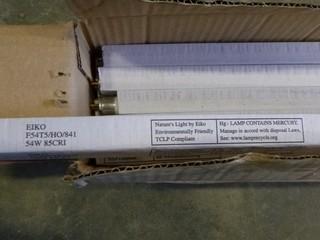 EIKO
F54T5/HO/841
54W 85CRI
Nature's Light by Eiko
Environmentally Friendly
TCLP Compliant
Hg - LAMP CONTAINS MERCURY.
Manage in accord with disposal Laws,
See: www.lamprecycle.org